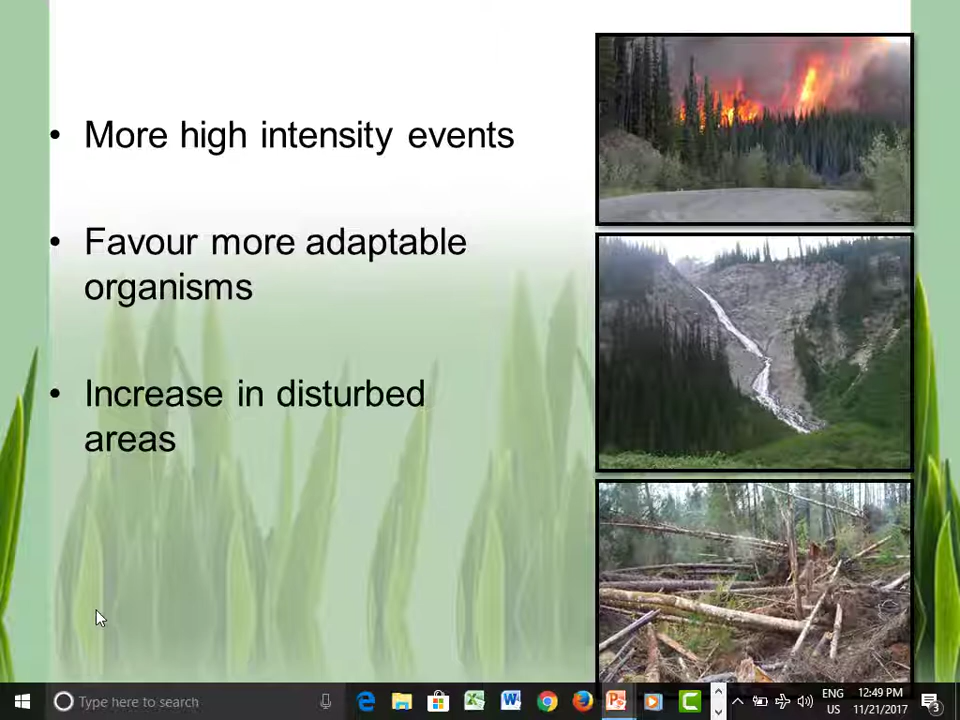 • More high intensity events
• Favour more adaptable
organisms
• Increase in disturbed
areas
Type here to search
ENG
US
12:49 PM
11/21/2017
3